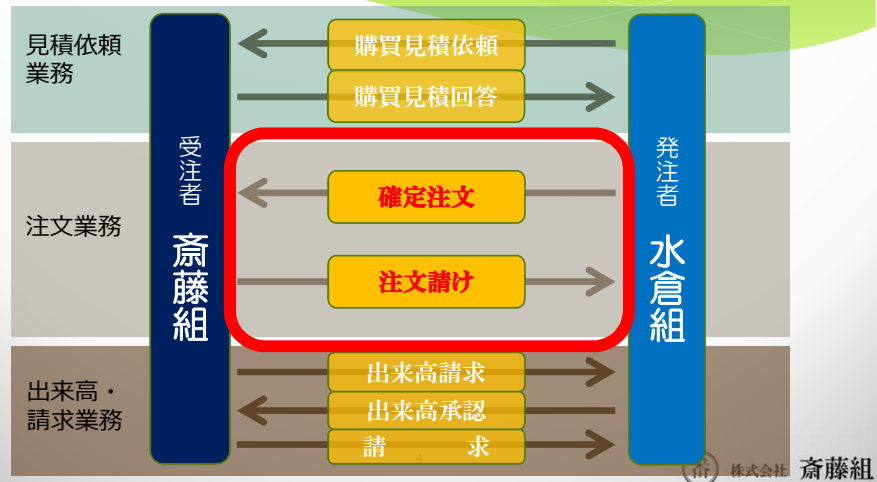 見積依頼
業務
購買見積依頼
購買見積回答
受注者 斎藤組
発注者 水倉組
注文業務
確定注文
注文請け
出来高・
請求業務
出来高請求
出来高承認
請 求
4
株式会社 斎藤組